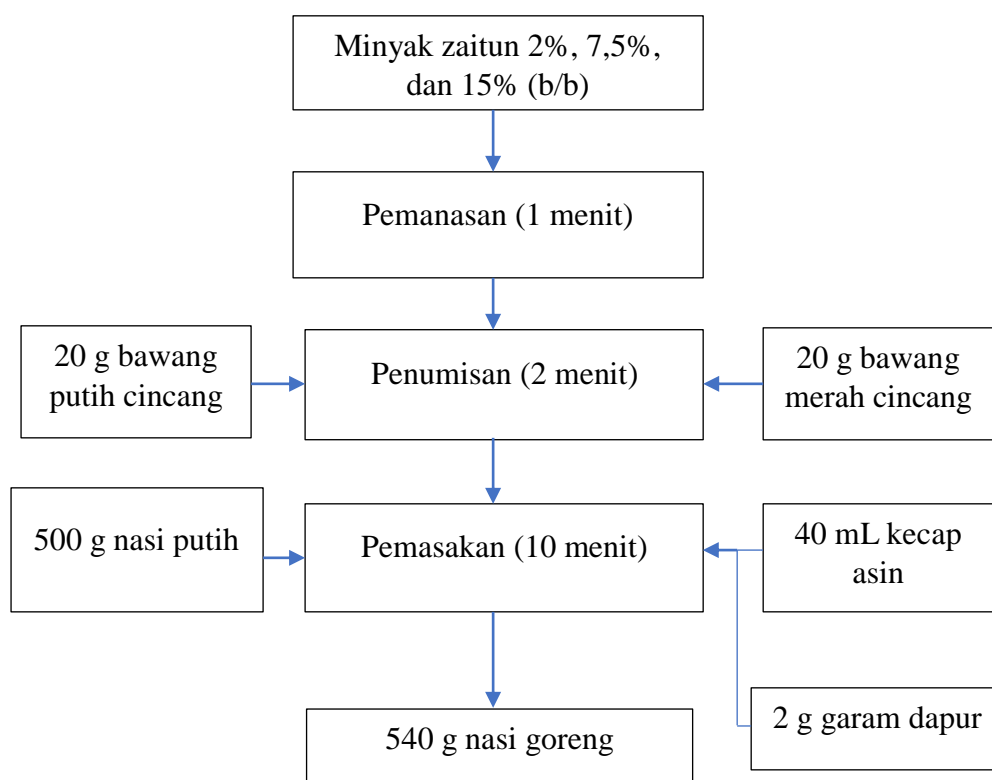 Minyak zaitun 2%, 7,5%,
dan 15% (b/b)
Pemanasan (1 menit)
20 g bawang
putih cincang
Penumisan (2 menit)
20 g bawang
merah cincang
500 g nasi putih
Pemasakan (10 menit)
40 mL kecap
asin
2 g garam dapur
540 g nasi goreng